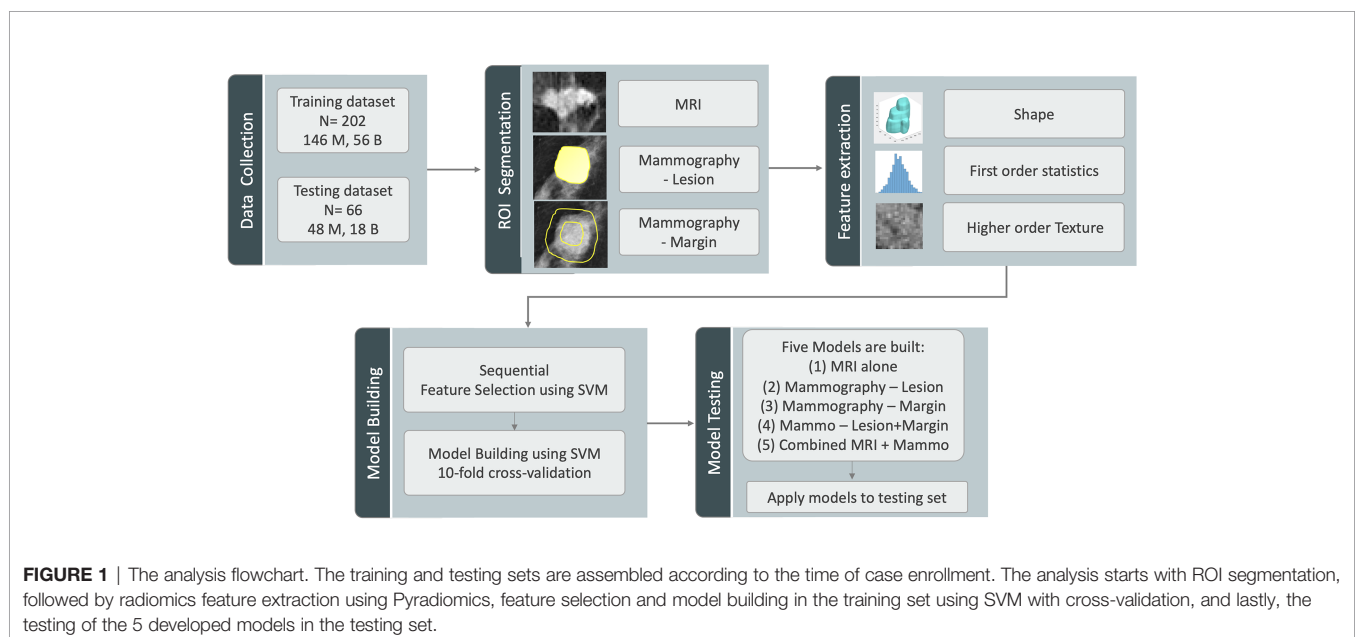 Data Collection
Training dataset
N= 202
146 M, 56 B
Testing dataset
N= 66
48 M, 18 B
ROI Segmentation
MRI
Mammography
- Lesion
Mammography
- Margin
Feature extraction
Shape
First order statistics
Higher order Texture
Model Building
Sequential
Feature Selection using SVM
Model Building using SVM
10-fold cross-validation
Model Testing
Five Models are built:
(1) MRI alone
(2) Mammography – Lesion
(3) Mammography – Margin
(4) Mammo – Lesion+Margin
(5) Combined MRI + Mammo
Apply models to testing set
FIGURE 1 | The analysis flowchart. The training and testing sets are assembled according to the time of case enrollment. The analysis starts with ROI segmentation,
followed by radiomics feature extraction using Pyradiomics, feature selection and model building in the training set using SVM with cross-validation, and lastly, the
testing of the 5 developed models in the testing set.